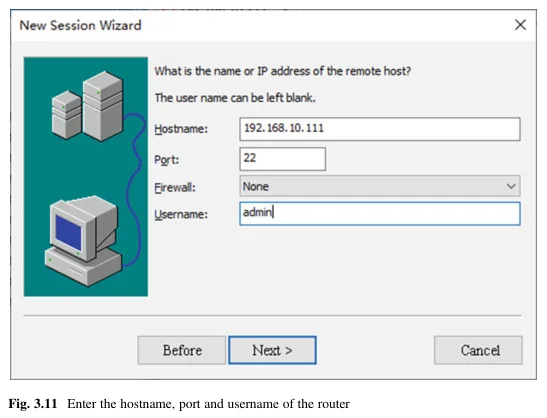 New Session Wizard
What is the name or IP address of the remote host?
The user name can be left blank.
Hostname: 192.168.10.111
Port: 22
Firewall: None
Username: admin
Before Next > Cancel
Fig. 3.11 Enter the hostname, port and username of the router